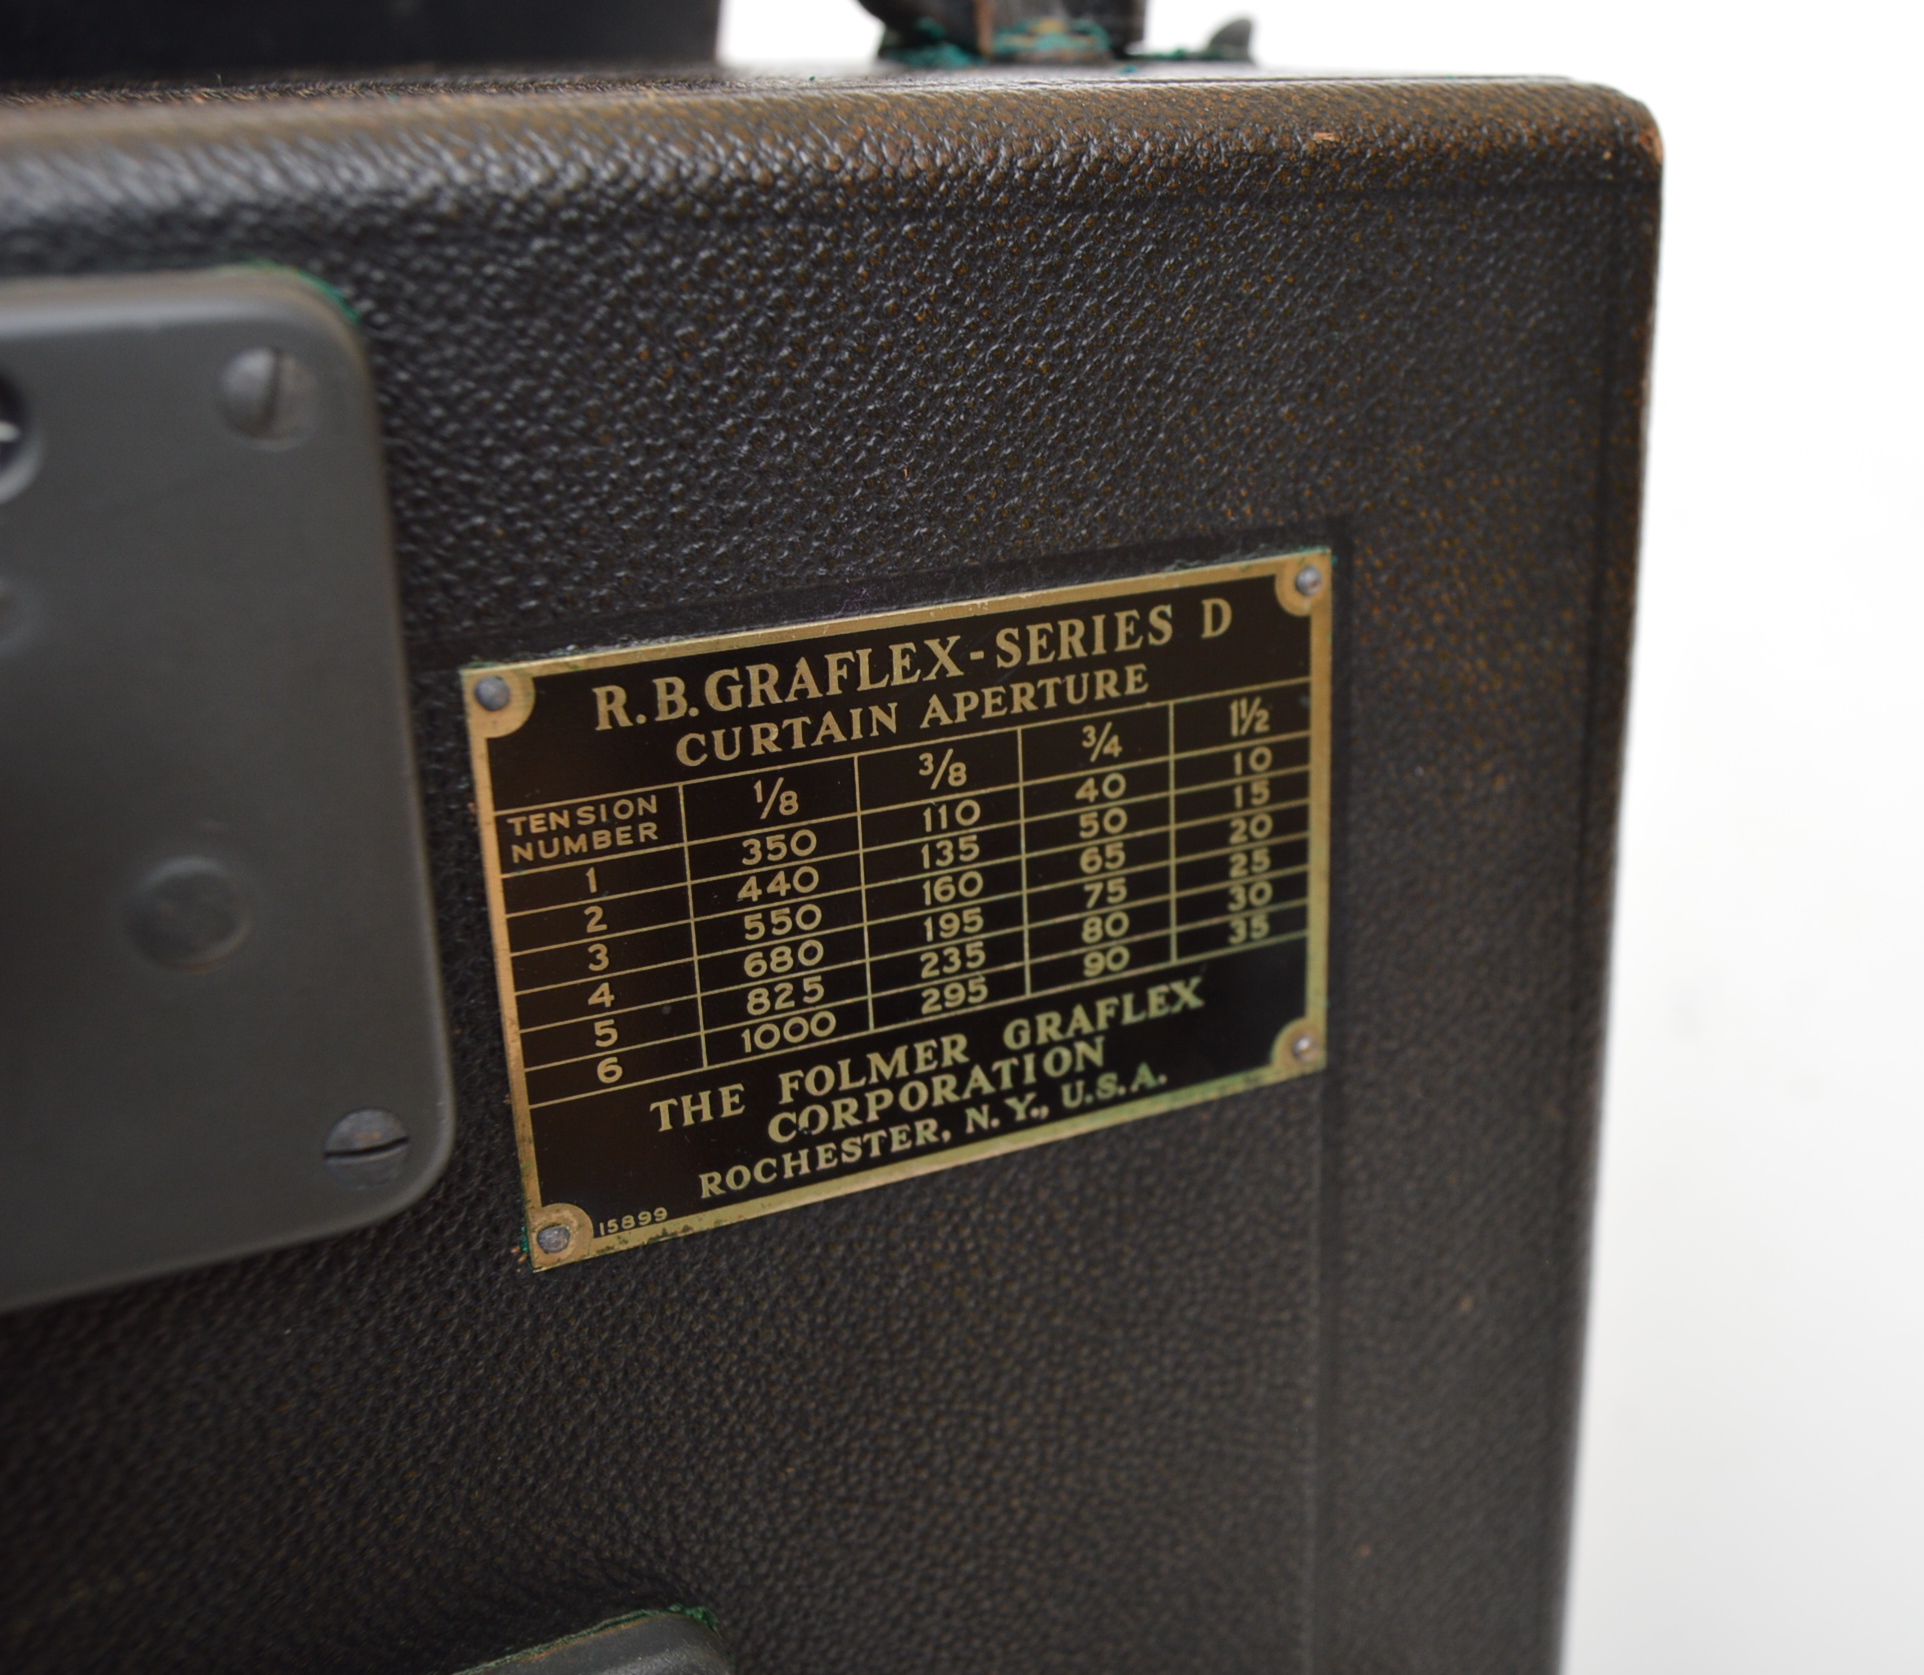 R.B. GRAFLEX-SERIES D
CURTAIN APERTURE
TENSION NUMBER 1/8 3/8 3/4 1½
1 350 110 40 10
2 440 135 50 15
3 550 160 65 20
4 680 195 75 25
5 825 235 80 30
6 1000 295 90 35
THE FOLMER GRAFLEX
CORPORATION
ROCHESTER, N.Y., U.S.A.
15899